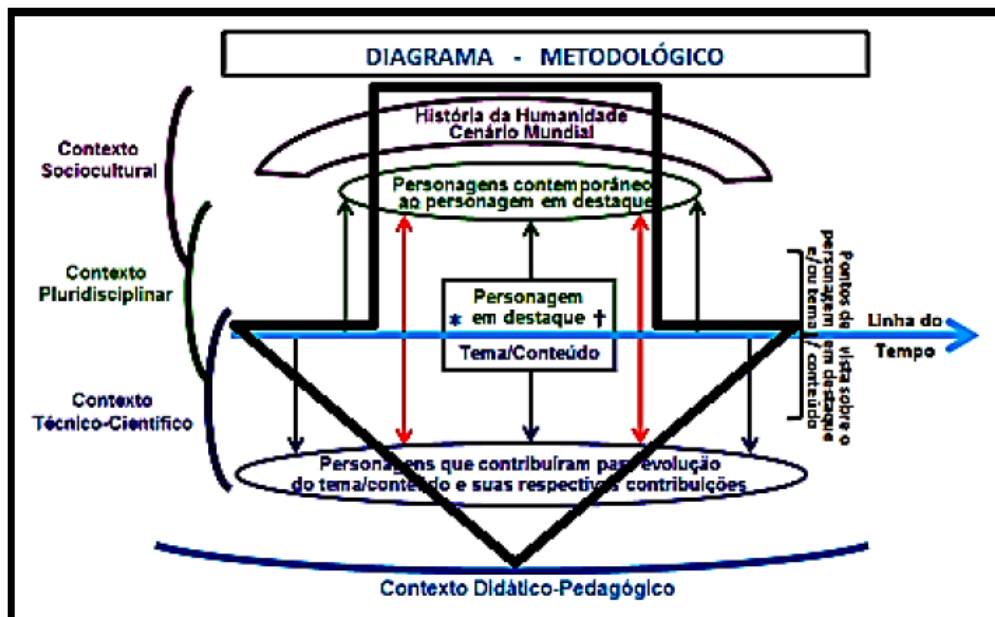 DIAGRAMA - METODOLÓGICO
História da Humanidade
Cenário Mundial
Contexto
Sociocultural
Personagens contemporâneo
ao personagem em destaque
Contexto
Pluridisciplinar
Personagem
* em destaque †
Tema/Conteúdo
Pontos de vista sobre o
personagem em destaque
e/ou tema / conteúdo
Linha do
Tempo
Contexto
Técnico-Científico
Personagens que contribuíram para evolução
do tema/conteúdo e suas respectivas contribuições
Contexto Didático-Pedagógico